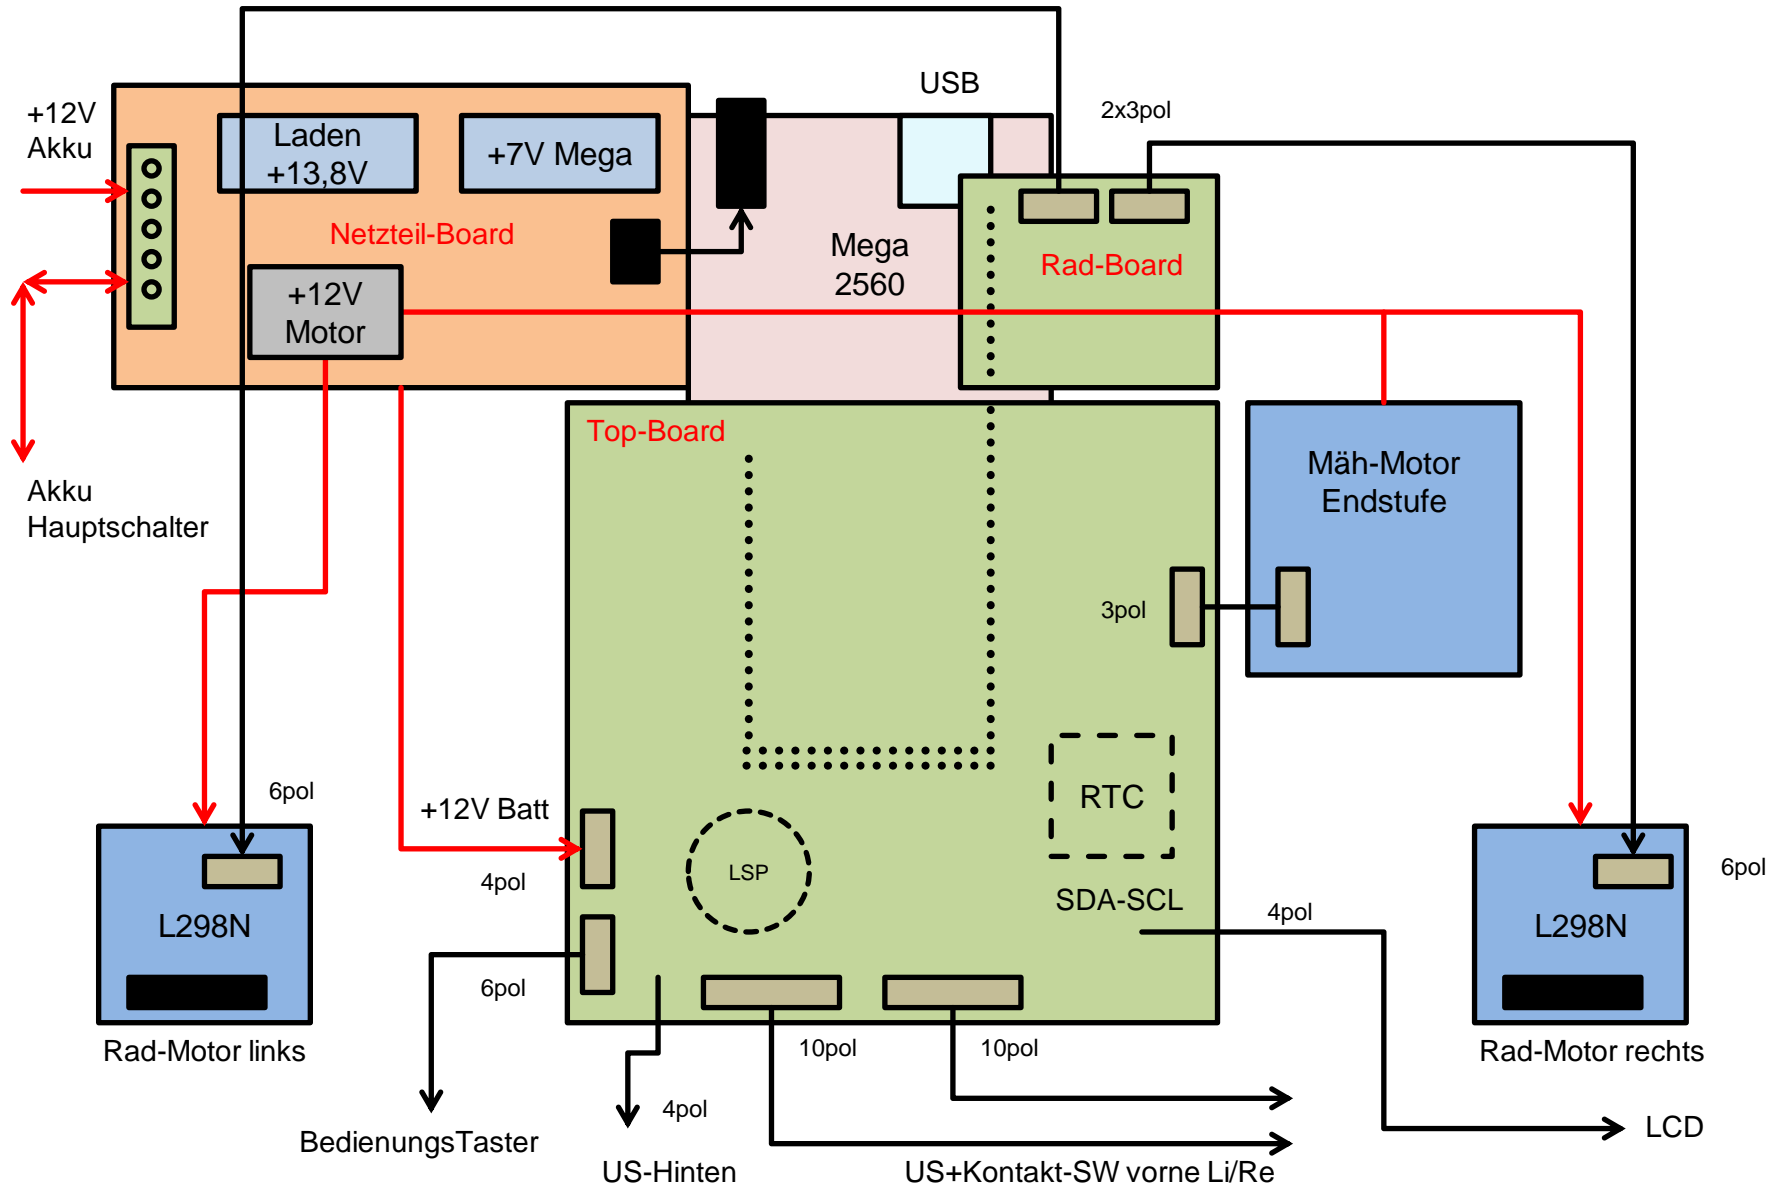 USB
2x3pol
+12V
Akku
Laden
+13,8V
+7V Mega
Netzteil-Board
Mega
2560
Rad-Board
+12V
Motor
Top-Board
Mäh-Motor
Endstufe
Akku
Hauptschalter
3pol
6pol
+12V Batt
RTC
4pol
LSP
SDA-SCL
6pol
L298N
4pol
L298N
6pol
Rad-Motor links
10pol
10pol
Rad-Motor rechts
4pol
BedienungsTaster
LCD
US-Hinten
US+Kontakt-SW vorne Li/Re